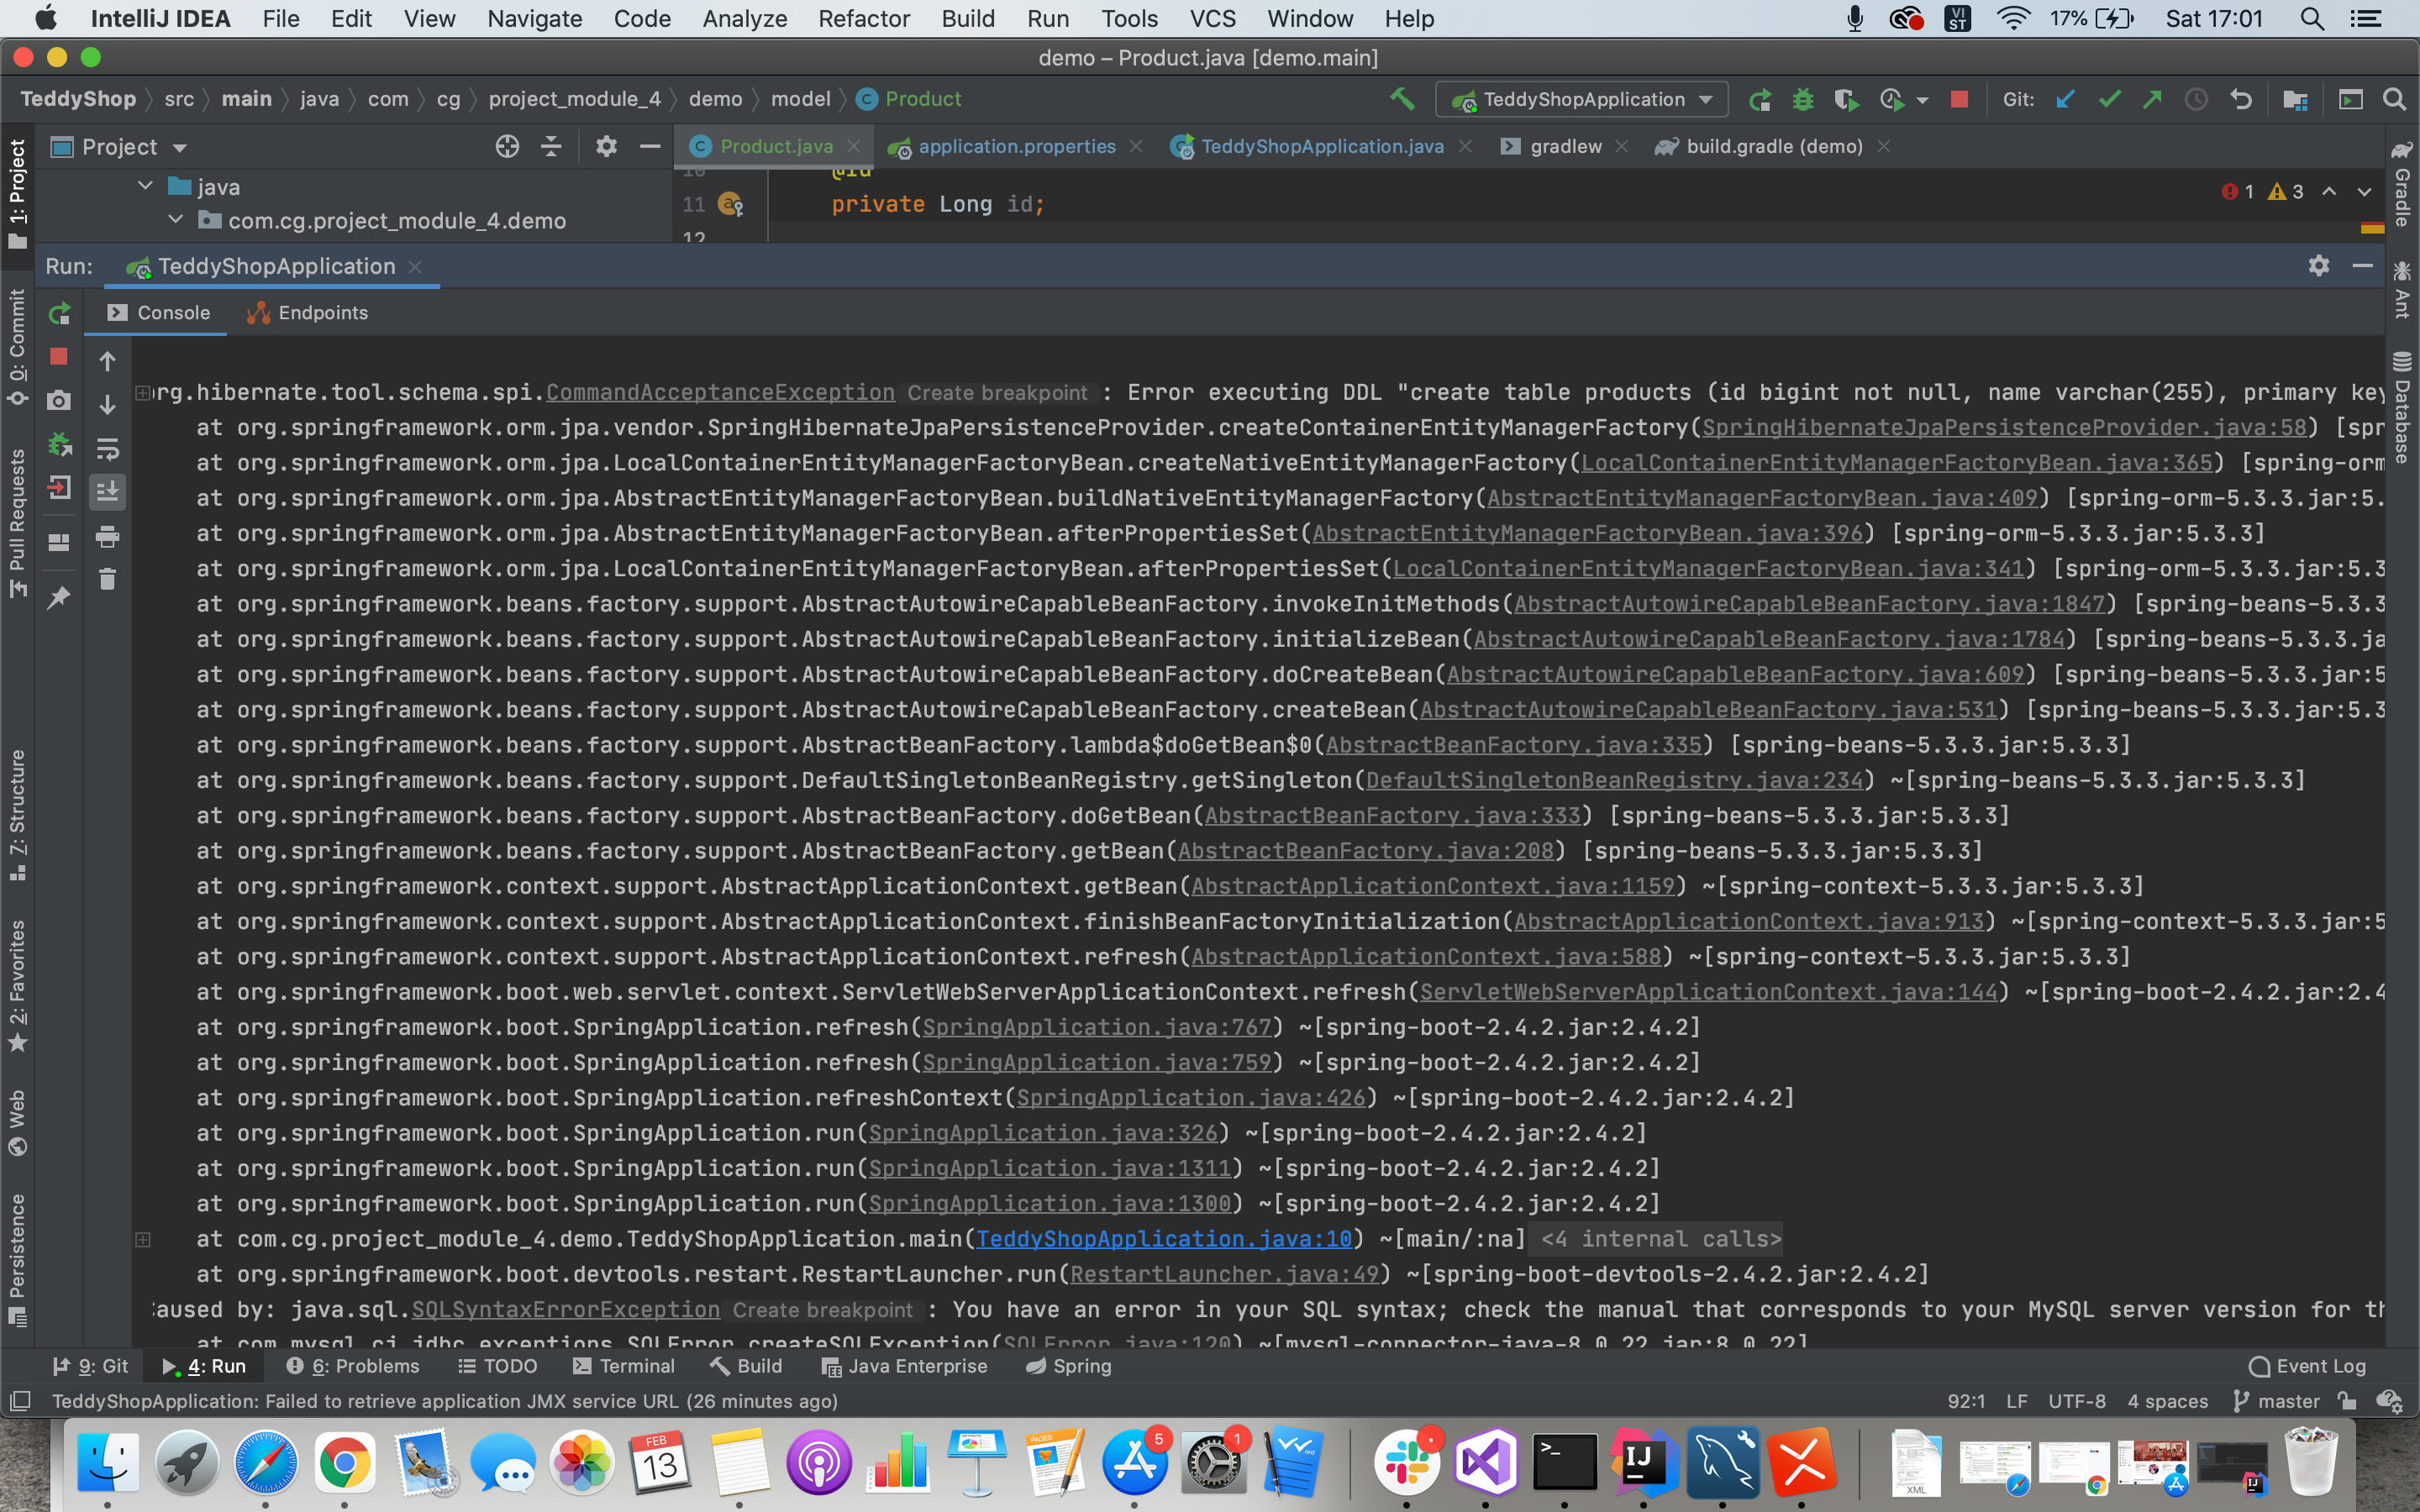 IntelliJ IDEA File Edit View Navigate Code Analyze Refactor Build Run Tools VCS Window Help VI ST 17% Sat 17:01
demo – Product.java [demo.main]
TeddyShop src main java com cg project_module_4 demo model Product TeddyShopApplication Git:
Project Product.java application.properties TeddyShopApplication.java gradlew build.gradle (demo)
1: Project
0: Commit
Pull Requests
7: Structure
2: Favorites
Web
Persistence
Gradle
Ant
Database
java
com.cg.project_module_4.demo
10 @Id
11 private Long id;
12
1 3
Run: TeddyShopApplication
Console Endpoints
rg.hibernate.tool.schema.spi.CommandAcceptanceException Create breakpoint : Error executing DDL "create table products (id bigint not null, name varchar(255), primary key
at org.springframework.orm.jpa.vendor.SpringHibernateJpaPersistenceProvider.createContainerEntityManagerFactory(SpringHibernateJpaPersistenceProvider.java:58) [spr
at org.springframework.orm.jpa.LocalContainerEntityManagerFactoryBean.createNativeEntityManagerFactory(LocalContainerEntityManagerFactoryBean.java:365) [spring-orm
at org.springframework.orm.jpa.AbstractEntityManagerFactoryBean.buildNativeEntityManagerFactory(AbstractEntityManagerFactoryBean.java:409) [spring-orm-5.3.3.jar:5.
at org.springframework.orm.jpa.AbstractEntityManagerFactoryBean.afterPropertiesSet(AbstractEntityManagerFactoryBean.java:396) [spring-orm-5.3.3.jar:5.3.3]
at org.springframework.orm.jpa.LocalContainerEntityManagerFactoryBean.afterPropertiesSet(LocalContainerEntityManagerFactoryBean.java:341) [spring-orm-5.3.3.jar:5.3
at org.springframework.beans.factory.support.AbstractAutowireCapableBeanFactory.invokeInitMethods(AbstractAutowireCapableBeanFactory.java:1847) [spring-beans-5.3.3
at org.springframework.beans.factory.support.AbstractAutowireCapableBeanFactory.initializeBean(AbstractAutowireCapableBeanFactory.java:1784) [spring-beans-5.3.3.ja
at org.springframework.beans.factory.support.AbstractAutowireCapableBeanFactory.doCreateBean(AbstractAutowireCapableBeanFactory.java:609) [spring-beans-5.3.3.jar:5
at org.springframework.beans.factory.support.AbstractAutowireCapableBeanFactory.createBean(AbstractAutowireCapableBeanFactory.java:531) [spring-beans-5.3.3.jar:5.3
at org.springframework.beans.factory.support.AbstractBeanFactory.lambda$doGetBean$0(AbstractBeanFactory.java:335) [spring-beans-5.3.3.jar:5.3.3]
at org.springframework.beans.factory.support.DefaultSingletonBeanRegistry.getSingleton(DefaultSingletonBeanRegistry.java:234) ~[spring-beans-5.3.3.jar:5.3.3]
at org.springframework.beans.factory.support.AbstractBeanFactory.doGetBean(AbstractBeanFactory.java:333) [spring-beans-5.3.3.jar:5.3.3]
at org.springframework.beans.factory.support.AbstractBeanFactory.getBean(AbstractBeanFactory.java:208) [spring-beans-5.3.3.jar:5.3.3]
at org.springframework.context.support.AbstractApplicationContext.getBean(AbstractApplicationContext.java:1159) ~[spring-context-5.3.3.jar:5.3.3]
at org.springframework.context.support.AbstractApplicationContext.finishBeanFactoryInitialization(AbstractApplicationContext.java:913) ~[spring-context-5.3.3.jar:5
at org.springframework.context.support.AbstractApplicationContext.refresh(AbstractApplicationContext.java:588) ~[spring-context-5.3.3.jar:5.3.3]
at org.springframework.boot.web.servlet.context.ServletWebServerApplicationContext.refresh(ServletWebServerApplicationContext.java:144) ~[spring-boot-2.4.2.jar:2.4
at org.springframework.boot.SpringApplication.refresh(SpringApplication.java:767) ~[spring-boot-2.4.2.jar:2.4.2]
at org.springframework.boot.SpringApplication.refresh(SpringApplication.java:759) ~[spring-boot-2.4.2.jar:2.4.2]
at org.springframework.boot.SpringApplication.refreshContext(SpringApplication.java:426) ~[spring-boot-2.4.2.jar:2.4.2]
at org.springframework.boot.SpringApplication.run(SpringApplication.java:326) ~[spring-boot-2.4.2.jar:2.4.2]
at org.springframework.boot.SpringApplication.run(SpringApplication.java:1311) ~[spring-boot-2.4.2.jar:2.4.2]
at org.springframework.boot.SpringApplication.run(SpringApplication.java:1300) ~[spring-boot-2.4.2.jar:2.4.2]
at com.cg.project_module_4.demo.TeddyShopApplication.main(TeddyShopApplication.java:10) ~[main/:na] <4 internal calls>
at org.springframework.boot.devtools.restart.RestartLauncher.run(RestartLauncher.java:49) ~[spring-boot-devtools-2.4.2.jar:2.4.2]
aused by: java.sql.SQLSyntaxErrorException Create breakpoint : You have an error in your SQL syntax; check the manual that corresponds to your MySQL server version for th
at com.mysql.cj.jdbc.exceptions.SQLError.createSQLException(SQLError.java:120) ~[mysql-connector-java-8.0.22.jar:8.0.22]
9: Git 4: Run 6: Problems TODO Terminal Build Java Enterprise Spring Event Log
TeddyShopApplication: Failed to retrieve application JMX service URL (26 minutes ago) 92:1 LF UTF-8 4 spaces master
FEB 13 PAGES 5 1 IJ XML